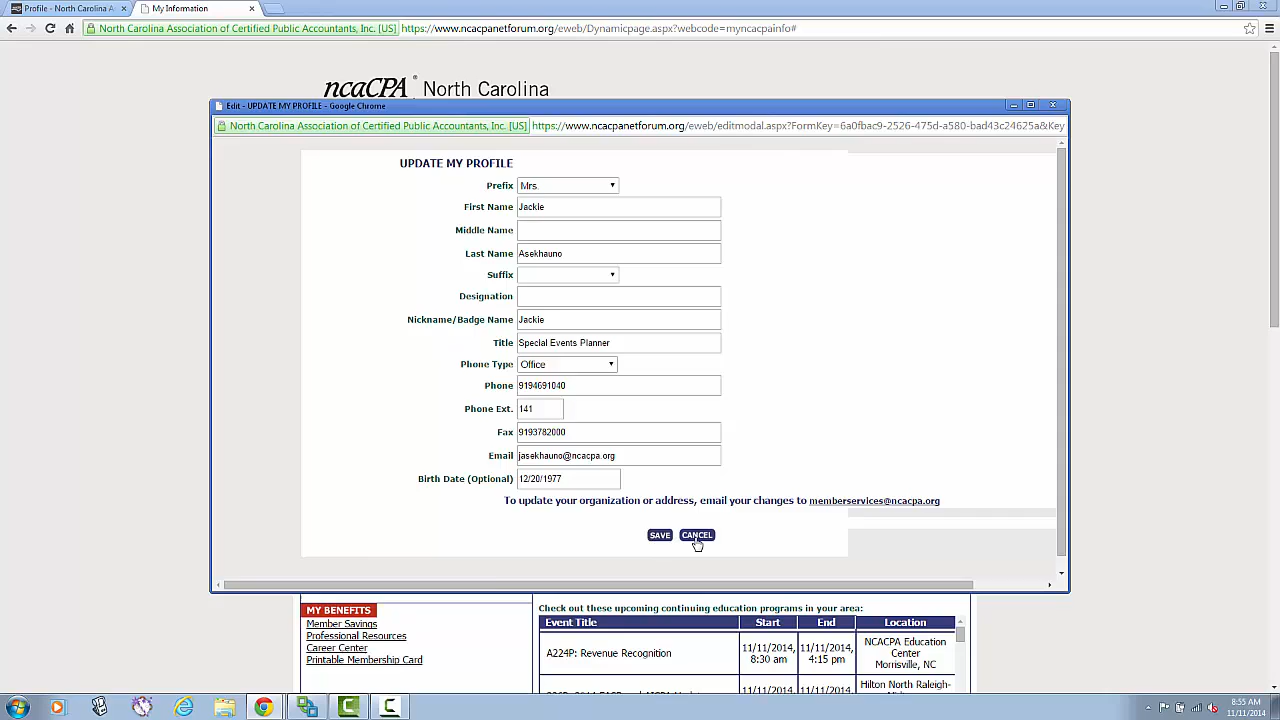 Profile - North Carolina A
My Information
North Carolina Association of Certified Public Accountants, Inc. [US]
https://www.ncacpanetforum.org/eweb/Dynamicpage.aspx?webcode=myncacpainfo#
ncaCPA® North Carolina
Edit - UPDATE MY PROFILE - Google Chrome
North Carolina Association of Certified Public Accountants, Inc. [US]
https://www.ncacpanetforum.org/eweb/editmodal.aspx?FormKey=6a0fbac9-2526-475d-a580-bad43c24625a&Key
UPDATE MY PROFILE
Prefix Mrs.
First Name Jackie
Middle Name
Last Name Asekhauno
Suffix
Designation
Nickname/Badge Name Jackie
Title Special Events Planner
Phone Type Office
Phone 9194691040
Phone Ext. 141
Fax 9193782000
Email jasekhauno@ncacpa.org
Birth Date (Optional) 12/20/1977
To update your organization or address, email your changes to memberservices@ncacpa.org
SAVE CANCEL
MY BENEFITS
Member Savings
Professional Resources
Career Center
Printable Membership Card
Check out these upcoming continuing education programs in your area:
Event Title Start End Location
A224P: Revenue Recognition
11/11/2014,
8:30 am
11/11/2014,
4:15 pm
NCACPA Education
Center
Morrisville, NC
11/11/2014,
11/11/2014,
Hilton North Raleigh-
8:55 AM
11/11/2014